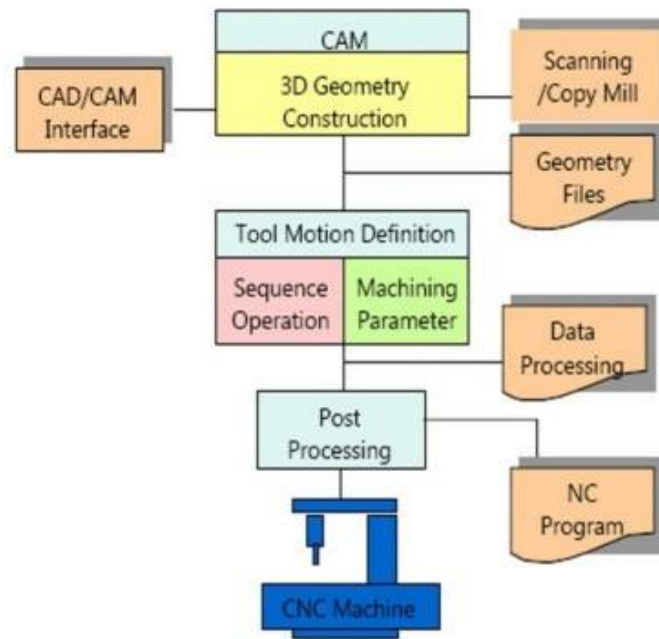 CAM
3D Geometry
Construction
CAD/CAM
Interface
Scanning
/Copy Mill
Geometry
Files
Tool Motion Definition
Sequence
Operation
Machining
Parameter
Data
Processing
Post
Processing
NC
Program
CNC Machine